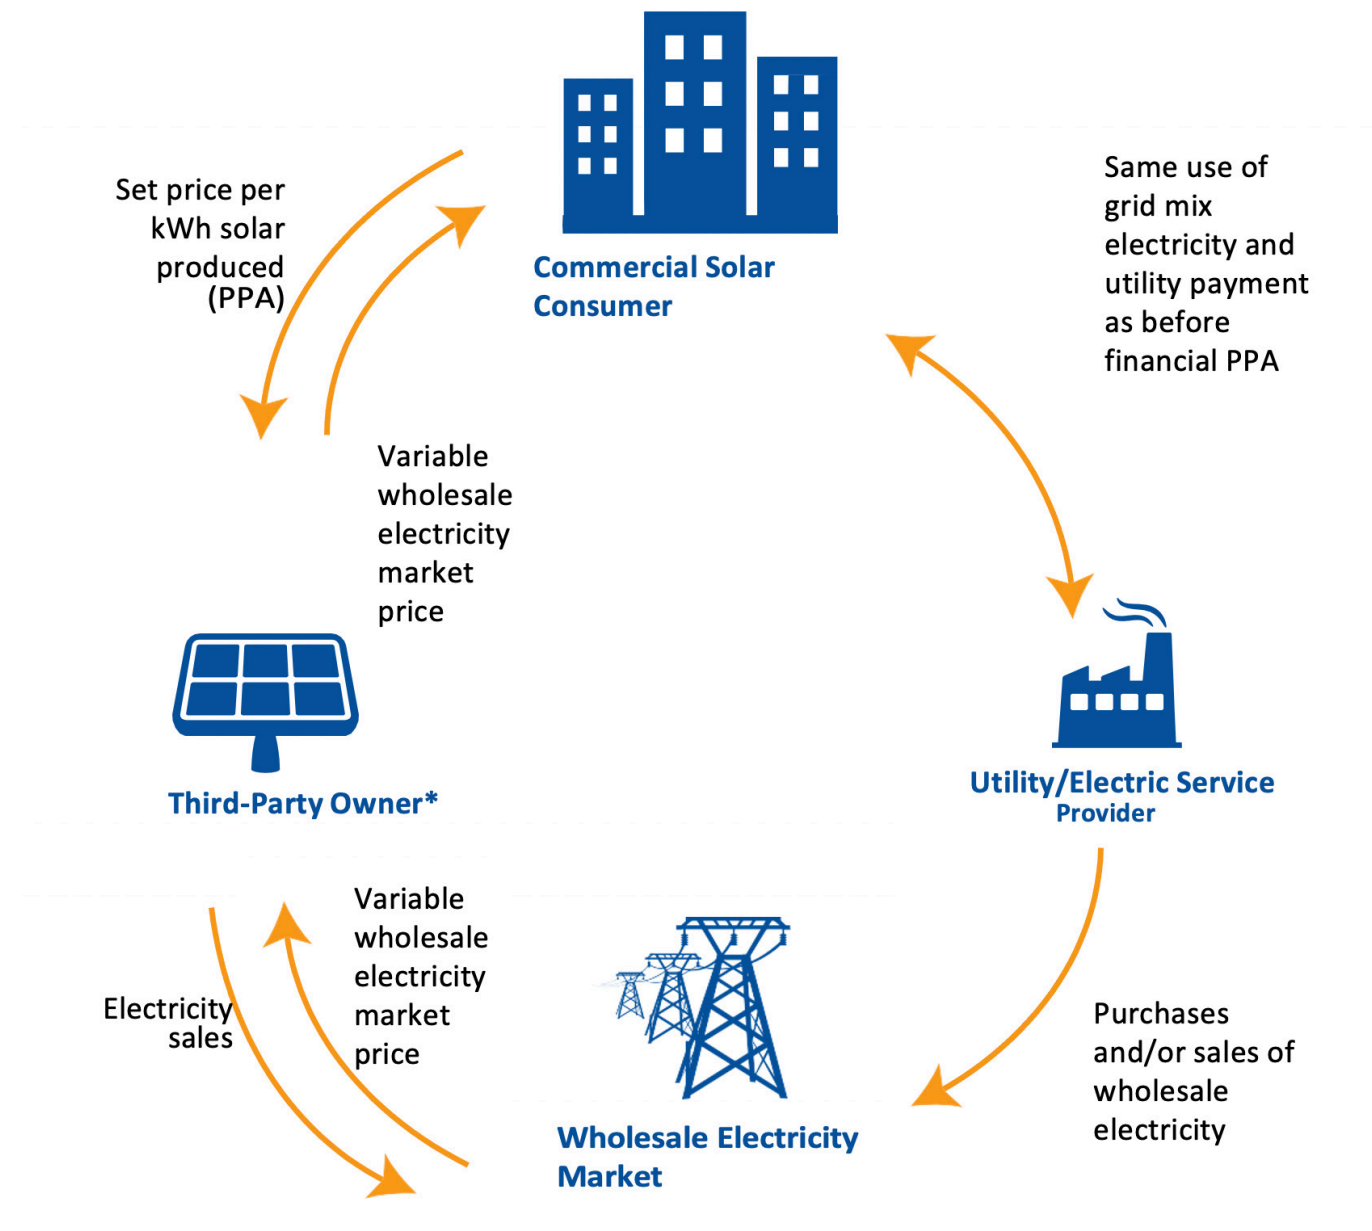 Set price per
kWh solar
produced
(PPA)
Commercial Solar
Consumer
Same use of
grid mix
electricity and
utility payment
as before
financial PPA
Variable
wholesale
electricity
market
price
Third-Party Owner*
Utility/Electric Service
Provider
Electricity
sales
Variable
wholesale
electricity
market
price
Wholesale Electricity
Market
Purchases
and/or sales of
wholesale
electricity